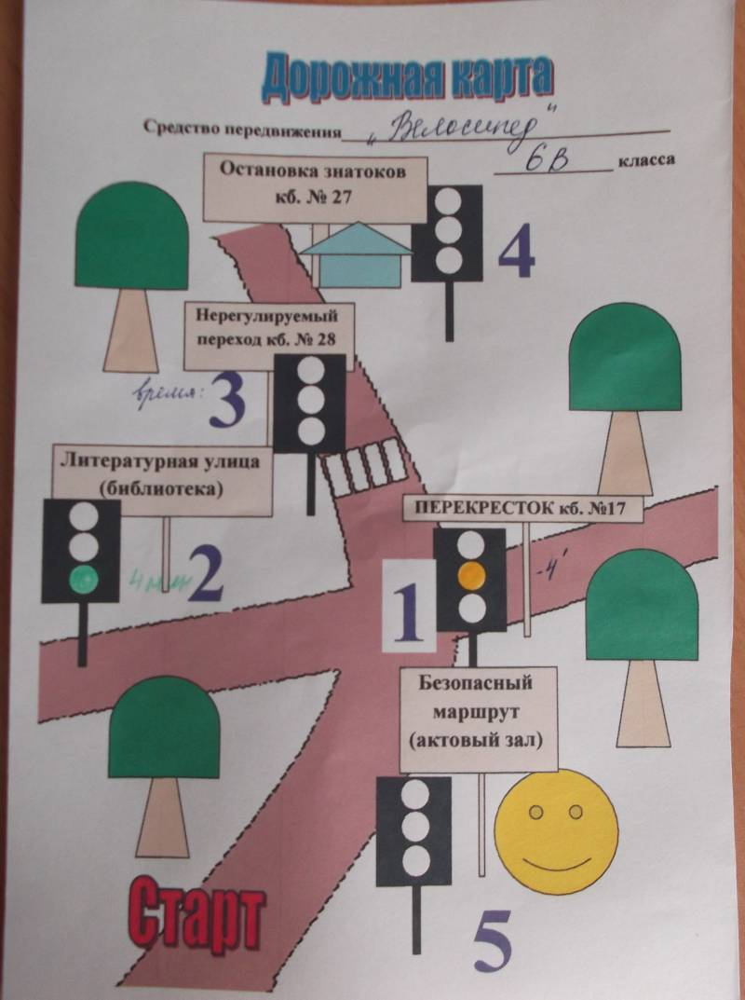 Дорожная карта
Средство передвижения „Велосипед"
6В класса
Остановка знатоков
кб. № 27
4
Нерегулируемый
переход кб. № 28
время: 3
Литературная улица
(библиотека)
ПЕРЕКРЕСТОК кб. №17
4 мин 2
1
-4'
Безопасный
маршрут
(актовый зал)
Старт
5